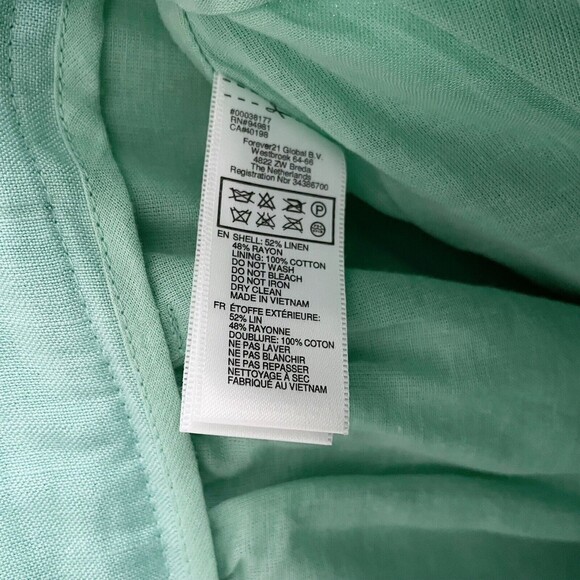 #00038177
RN#94981
CA#40198
Forever21 Global B.V.
Westbroek 64-66
4822 ZW Breda
The Netherlands
Registration Nbr 34386700
P
EN SHELL: 52% LINEN
48% RAYON
LINING: 100% COTTON
DO NOT WASH
DO NOT BLEACH
DO NOT IRON
DRY CLEAN
MADE IN VIETNAM
FR ÉTOFFE EXTÉRIEURE:
52% LIN
48% RAYONNE
DOUBLURE: 100% COTON
NE PAS LAVER
NE PAS BLANCHIR
NE PAS REPASSER
NETTOYAGE À SEC
FABRIQUÉ AU VIETNAM